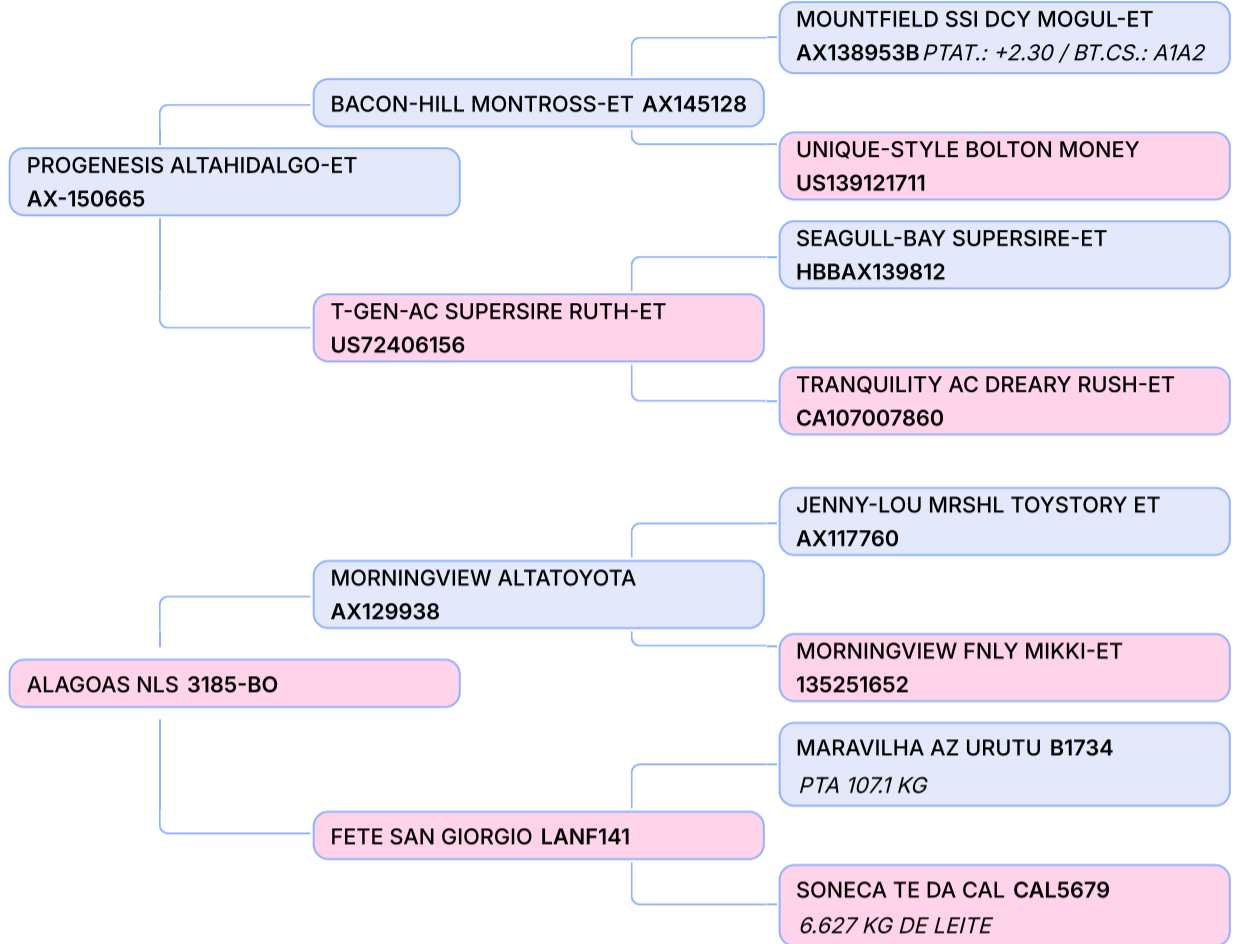 MOUNTFIELD SSI DCY MOGUL-ET
AX138953B PTAT.: +2.30 / BT.CS.: A1A2
BACON-HILL MONTROSS-ET AX145128
UNIQUE-STYLE BOLTON MONEY
US139121711
PROGENESIS ALTAHIDALGO-ET
AX-150665
SEAGULL-BAY SUPERSIRE-ET
HBBAX139812
T-GEN-AC SUPERSIRE RUTH-ET
US72406156
TRANQUILITY AC DREARY RUSH-ET
CA107007860
JENNY-LOU MRSHL TOYSTORY ET
AX117760
MORNINGVIEW ALTATOYOTA
AX129938
MORNINGVIEW FNLY MIKKI-ET
135251652
ALAGOAS NLS 3185-BO
MARAVILHA AZ URUTU B1734
PTA 107.1 KG
FETE SAN GIORGIO LANF141
SONECA TE DA CAL CAL5679
6.627 KG DE LEITE